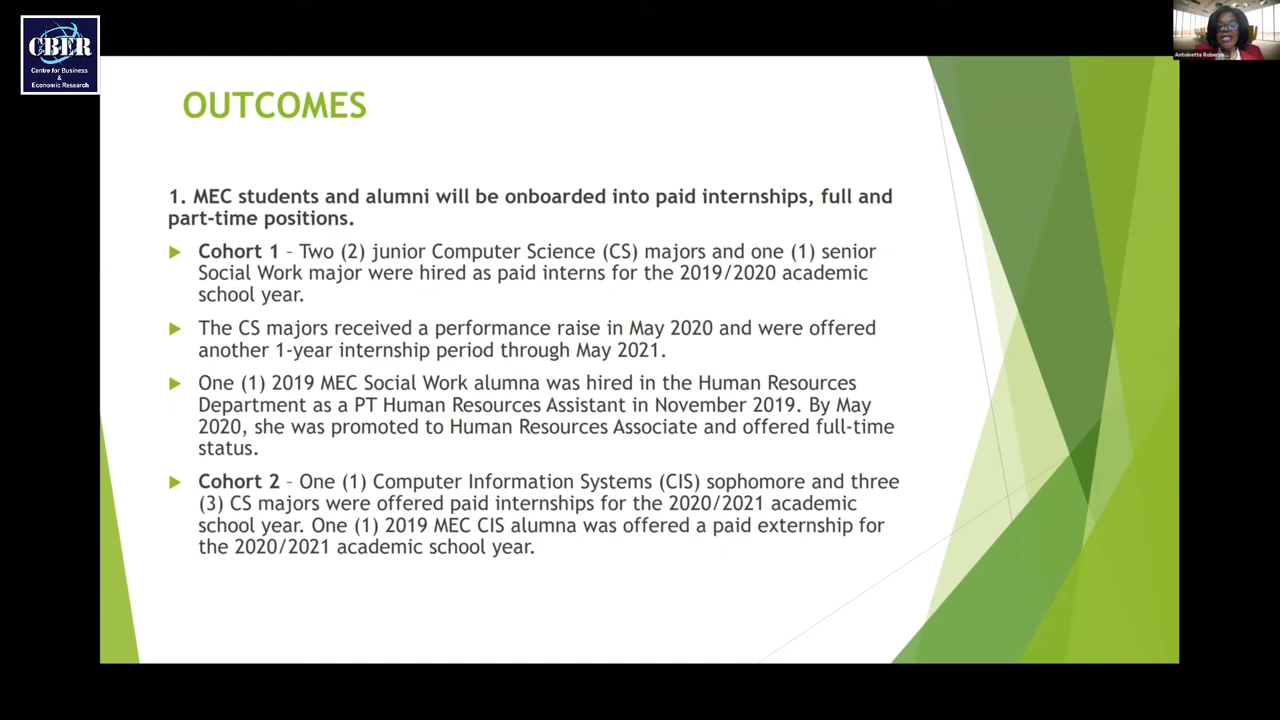 CBER
Centre for Business
&
Economic Research
Antoinette
OUTCOMES
1. MEC students and alumni will be onboarded into paid internships, full and
part-time positions.
Cohort 1 – Two (2) junior Computer Science (CS) majors and one (1) senior
Social Work major were hired as paid interns for the 2019/2020 academic
school year.
The CS majors received a performance raise in May 2020 and were offered
another 1-year internship period through May 2021.
One (1) 2019 MEC Social Work alumna was hired in the Human Resources
Department as a PT Human Resources Assistant in November 2019. By May
2020, she was promoted to Human Resources Associate and offered full-time
status.
Cohort 2 – One (1) Computer Information Systems (CIS) sophomore and three
(3) CS majors were offered paid internships for the 2020/2021 academic
school year. One (1) 2019 MEC CIS alumna was offered a paid externship for
the 2020/2021 academic school year.